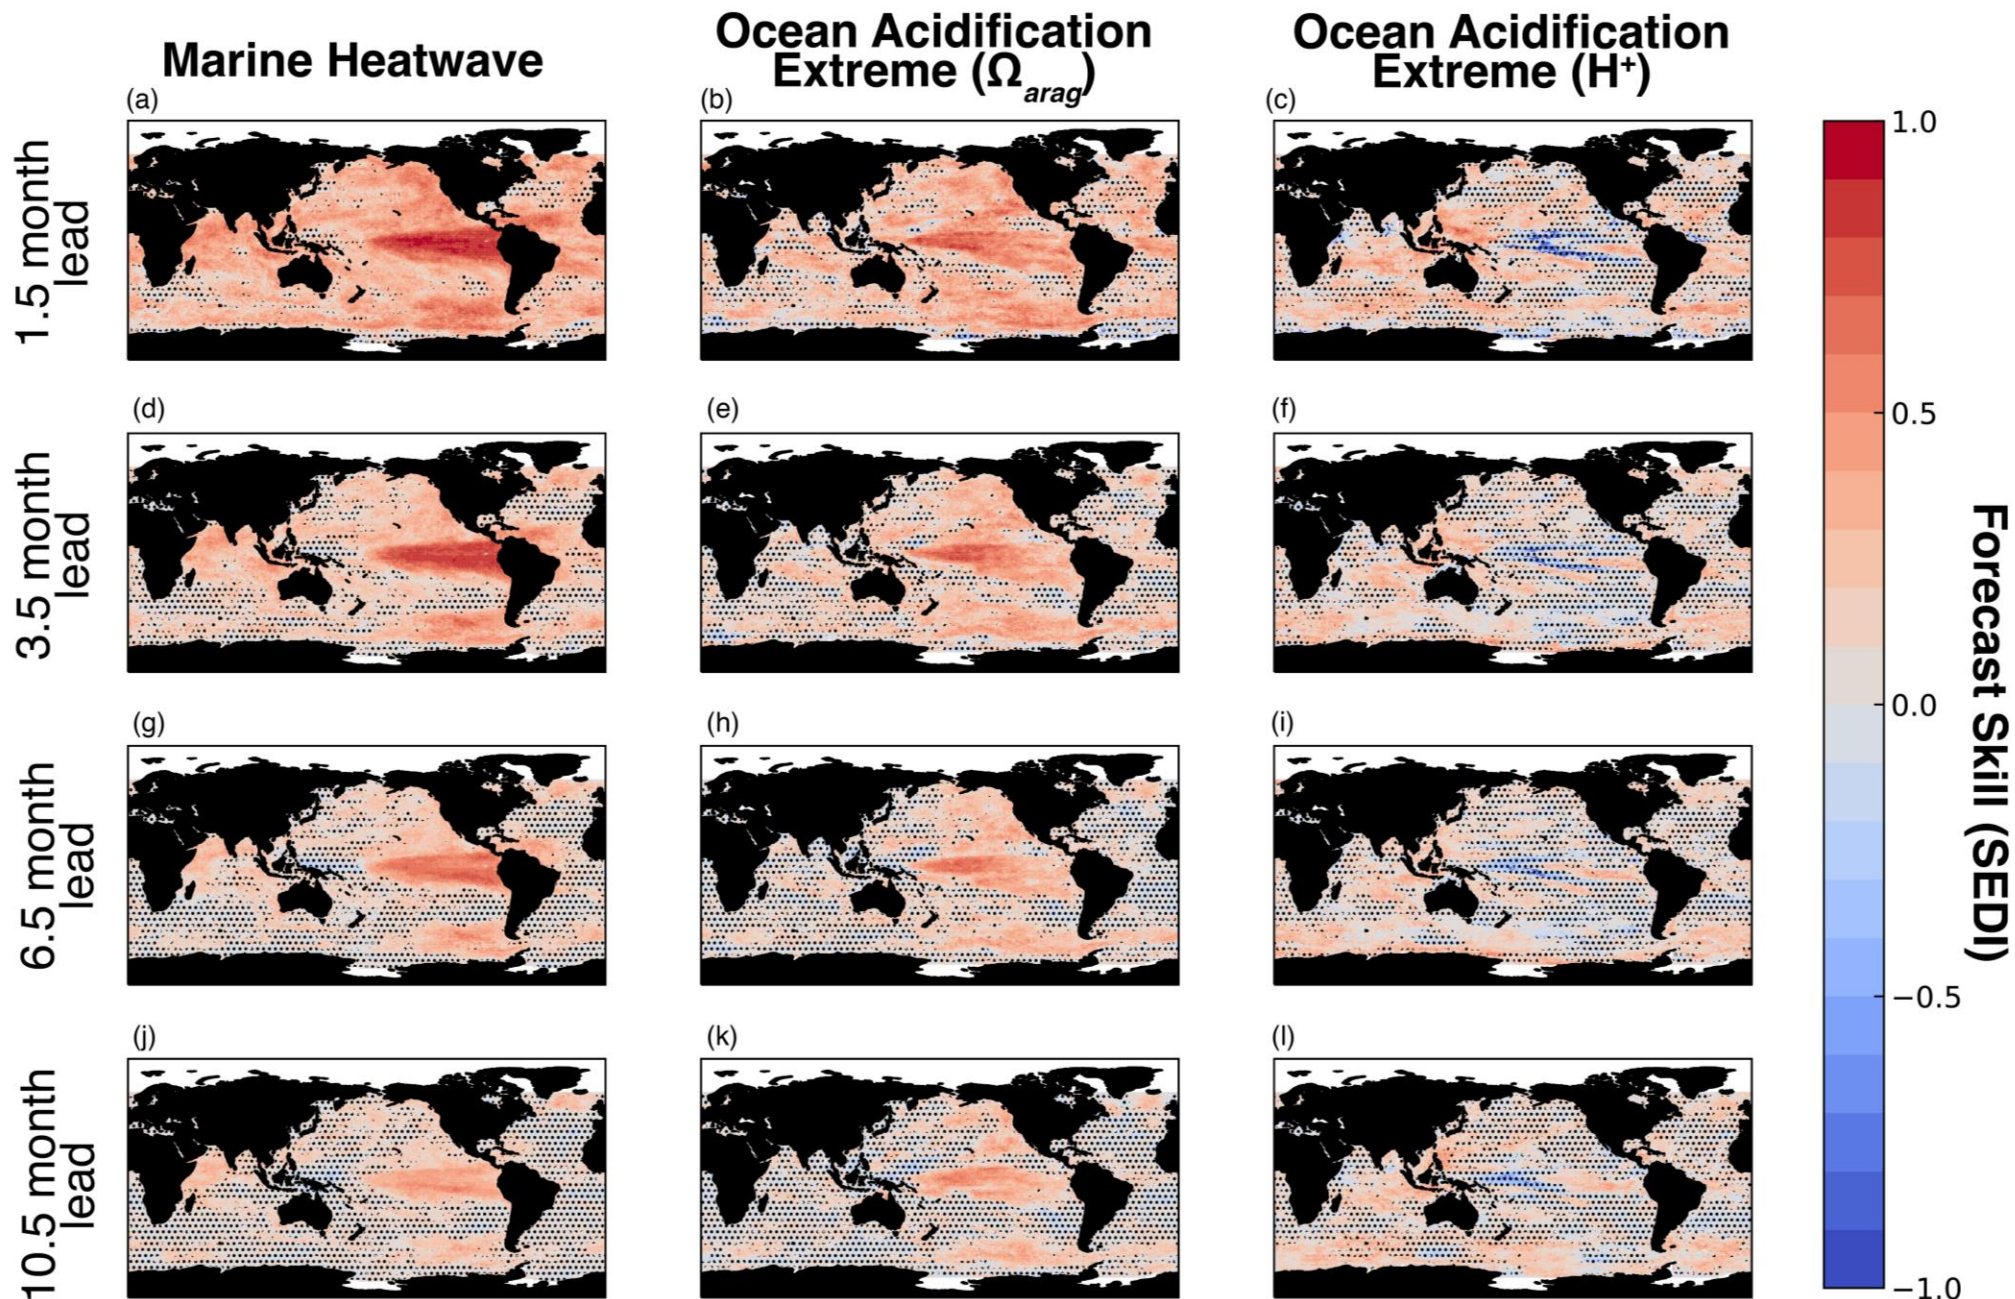 Marine Heatwave
Ocean Acidification
Extreme (Ωarag)
Ocean Acidification
Extreme (H⁺)
(a)
(b)
(c)
1.5 month
lead
(d)
(e)
(f)
3.5 month
lead
(g)
(h)
(i)
6.5 month
lead
(j)
(k)
(l)
10.5 month
lead
1.0
0.5
0.0
−0.5
−1.0
Forecast Skill (SEDI)